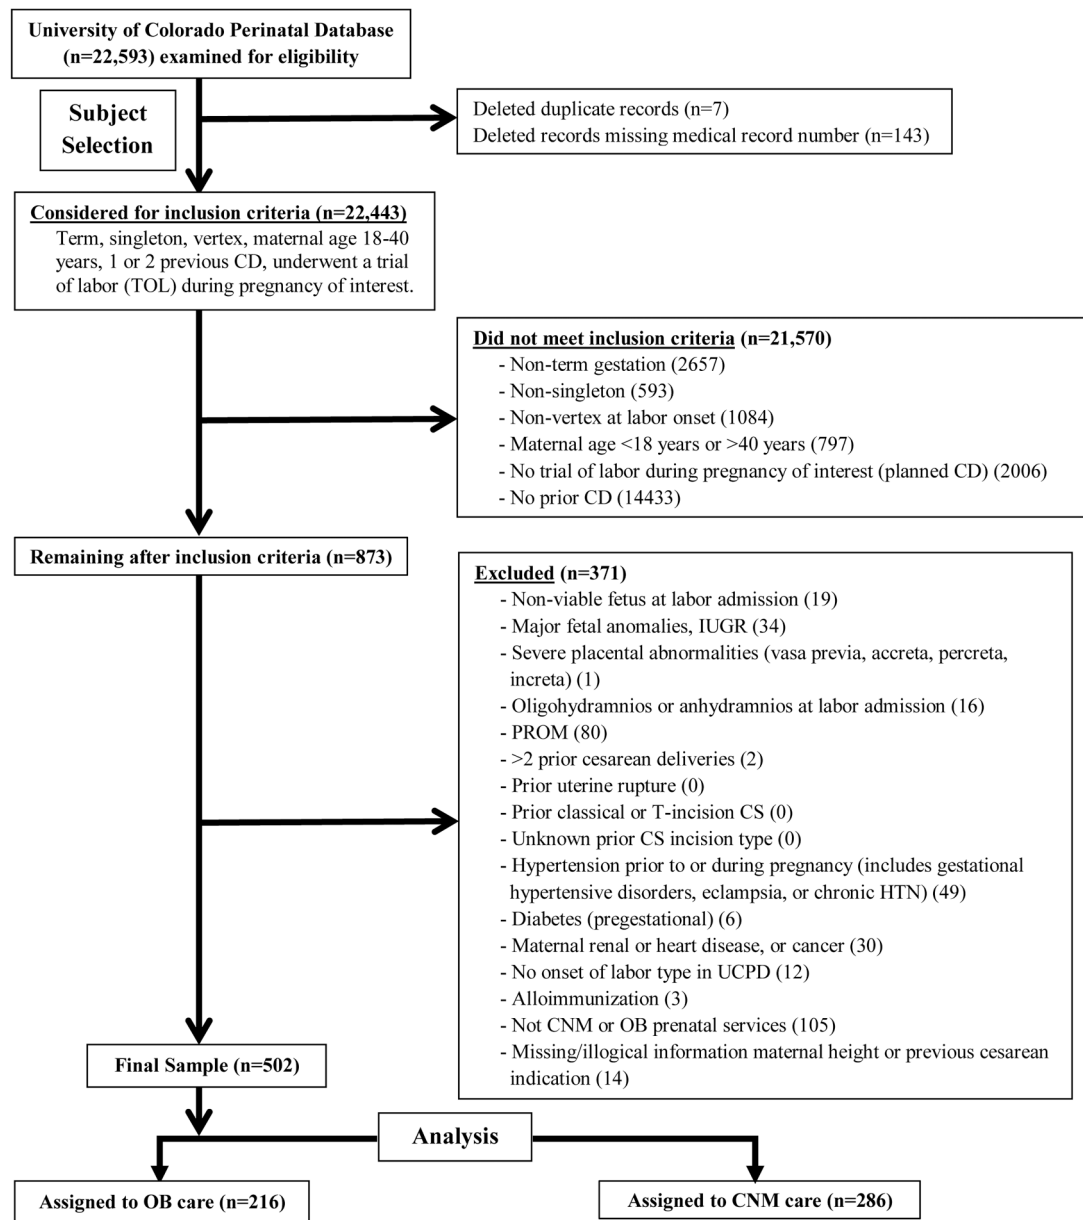 University of Colorado Perinatal Database
(n=22,593) examined for eligibility
Subject
Selection
Deleted duplicate records (n=7)
Deleted records missing medical record number (n=143)
Considered for inclusion criteria (n=22,443)
Term, singleton, vertex, maternal age 18-40
years, 1 or 2 previous CD, underwent a trial
of labor (TOL) during pregnancy of interest.
Did not meet inclusion criteria (n=21,570)
- Non-term gestation (2657)
- Non-singleton (593)
- Non-vertex at labor onset (1084)
- Maternal age <18 years or >40 years (797)
- No trial of labor during pregnancy of interest (planned CD) (2006)
- No prior CD (14433)
Remaining after inclusion criteria (n=873)
Excluded (n=371)
- Non-viable fetus at labor admission (19)
- Major fetal anomalies, IUGR (34)
- Severe placental abnormalities (vasa previa, accreta, percreta,
increta) (1)
- Oligohydramnios or anhydramnios at labor admission (16)
- PROM (80)
- >2 prior cesarean deliveries (2)
- Prior uterine rupture (0)
- Prior classical or T-incision CS (0)
- Unknown prior CS incision type (0)
- Hypertension prior to or during pregnancy (includes gestational
hypertensive disorders, eclampsia, or chronic HTN) (49)
- Diabetes (pregestational) (6)
- Maternal renal or heart disease, or cancer (30)
- No onset of labor type in UCPD (12)
- Alloimmunization (3)
- Not CNM or OB prenatal services (105)
- Missing/illogical information maternal height or previous cesarean
indication (14)
Final Sample (n=502)
Analysis
Assigned to OB care (n=216)
Assigned to CNM care (n=286)